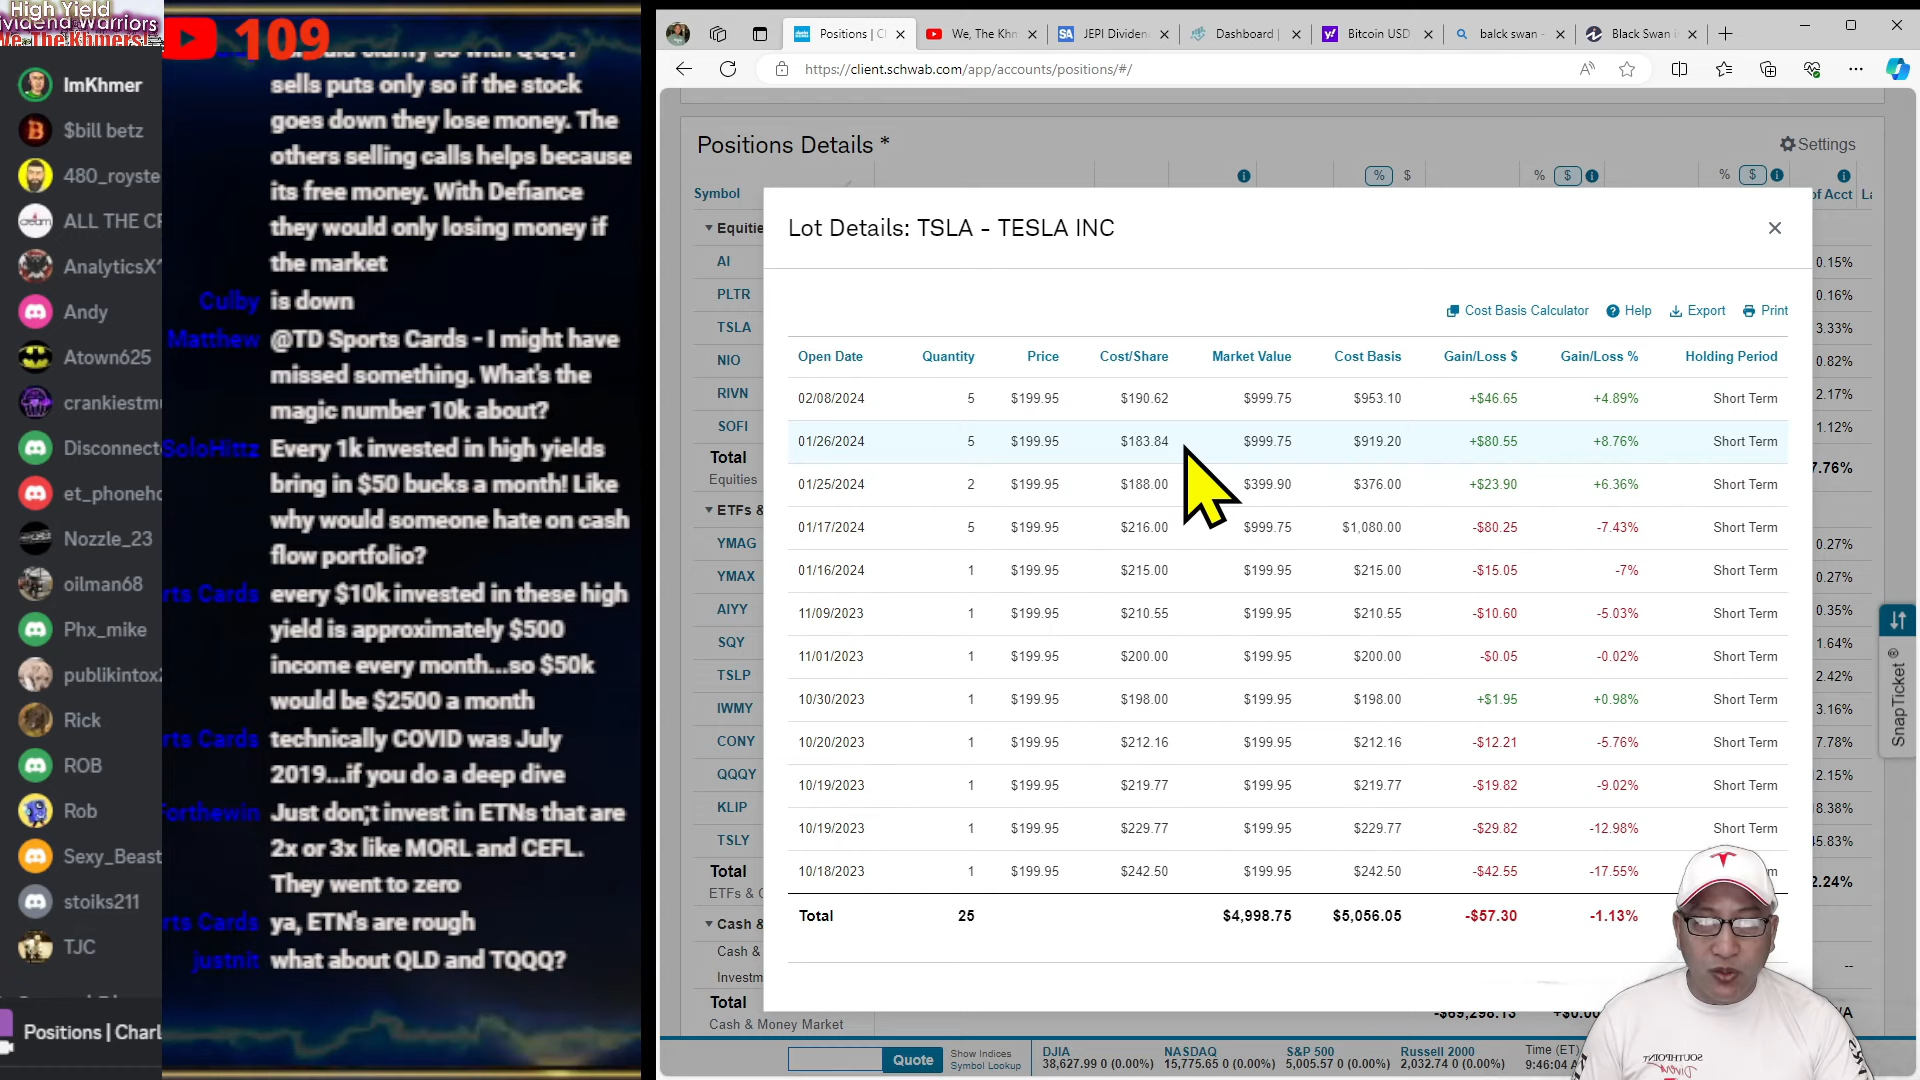 High Yield
Dividend Warriors
We, The Khmers!
109
ImKhmer
$bill betz
480_royste
ALL THE CR
AnalyticsX
Andy
Atown625
crankiestmu
Disconnect
et_phoneho
Nozzle_23
oilman68
Phx_mike
publikintox2
Rick
ROB
Rob
Sexy_Beast
stoiks211
TJC
Positions | Charl
sells puts only so if the stock
goes down they lose money. The
others selling calls helps because
its free money. With Defiance
they would only losing money if
the market
Culby is down
Matthew @TD Sports Cards - I might have
missed something. What's the
magic number 10k about?
SoloHittz Every 1k invested in high yields
bring in $50 bucks a month! Like
why would someone hate on cash
flow portfolio?
rts Cards every $10k invested in these high
yield is approximately $500
income every month...so $50k
would be $2500 a month
rts Cards technically COVID was July
2019...if you do a deep dive
Forthewin Just don;t invest in ETNs that are
2x or 3x like MORL and CEFL.
They went to zero
rts Cards ya, ETN's are rough
justnit what about QLD and TQQQ?
Positions | Cl
We, The Khm
JEPI Dividend
Dashboard |
Bitcoin USD
balck swan -
Black Swan is
https://client.schwab.com/app/accounts/positions/#/
Positions Details *
Settings
% $
% $
% $
Symbol
of Acct La
Equitie
AI 0.15%
PLTR 0.16%
TSLA 3.33%
NIO 0.82%
RIVN 2.17%
SOFI 1.12%
Total 7.76%
Equities
ETFs &
YMAG 0.27%
YMAX 0.27%
AIYY 0.35%
SQY 1.64%
TSLP 2.42%
IWMY 3.16%
CONY 7.78%
QQQY 2.15%
KLIP 8.38%
TSLY 45.83%
Total 2.24%
ETFs & C
Cash &
Cash &
Investm
--
Total
Cash & Money Market
-$69,298.13 +$0.00
Lot Details: TSLA - TESLA INC
Cost Basis Calculator Help Export Print
Open Date Quantity Price Cost/Share Market Value Cost Basis Gain/Loss $ Gain/Loss % Holding Period
02/08/2024 5 $199.95 $190.62 $999.75 $953.10 +$46.65 +4.89% Short Term
01/26/2024 5 $199.95 $183.84 $999.75 $919.20 +$80.55 +8.76% Short Term
01/25/2024 2 $199.95 $188.00 $399.90 $376.00 +$23.90 +6.36% Short Term
01/17/2024 5 $199.95 $216.00 $999.75 $1,080.00 -$80.25 -7.43% Short Term
01/16/2024 1 $199.95 $215.00 $199.95 $215.00 -$15.05 -7% Short Term
11/09/2023 1 $199.95 $210.55 $199.95 $210.55 -$10.60 -5.03% Short Term
11/01/2023 1 $199.95 $200.00 $199.95 $200.00 -$0.05 -0.02% Short Term
10/30/2023 1 $199.95 $198.00 $199.95 $198.00 +$1.95 +0.98% Short Term
10/20/2023 1 $199.95 $212.16 $199.95 $212.16 -$12.21 -5.76% Short Term
10/19/2023 1 $199.95 $219.77 $199.95 $219.77 -$19.82 -9.02% Short Term
10/19/2023 1 $199.95 $229.77 $199.95 $229.77 -$29.82 -12.98% Short Term
10/18/2023 1 $199.95 $242.50 $199.95 $242.50 -$42.55 -17.55%
Total 25 $4,998.75 $5,056.05 -$57.30 -1.13%
SnapTicket ®
Quote
Show Indices
Symbol Lookup
DJIA
38,627.99 0 (0.00%)
NASDAQ
15,775.65 0 (0.00%)
S&P 500
5,005.57 0 (0.00%)
Russell 2000
2,032.74 0 (0.00%)
Time (ET)
9:46:04 A
SOUTHPOINT